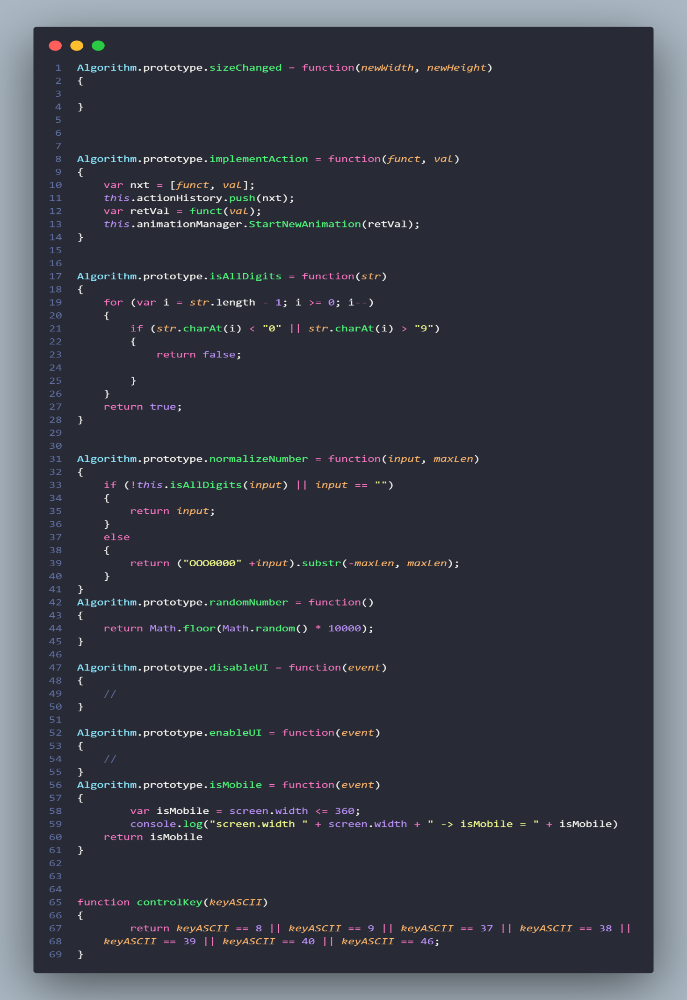 1 Algorithm.prototype.sizeChanged = function(newWidth, newHeight)
2 {
3
4 }
5
6
7
8 Algorithm.prototype.implementAction = function(funct, val)
9 {
10     var nxt = [funct, val];
11     this.actionHistory.push(nxt);
12     var retVal = funct(val);
13     this.animationManager.StartNewAnimation(retVal);
14 }
15
16
17 Algorithm.prototype.isAllDigits = function(str)
18 {
19     for (var i = str.length - 1; i >= 0; i--)
20     {
21         if (str.charAt(i) < "0" || str.charAt(i) > "9")
22         {
23             return false;
24
25         }
26     }
27     return true;
28 }
29
30
31 Algorithm.prototype.normalizeNumber = function(input, maxLen)
32 {
33     if (!this.isAllDigits(input) || input == "")
34     {
35         return input;
36     }
37     else
38     {
39         return ("OOO0000" +input).substr(-maxLen, maxLen);
40     }
41 }
42 Algorithm.prototype.randomNumber = function()
43 {
44     return Math.floor(Math.random() * 10000);
45 }
46
47 Algorithm.prototype.disableUI = function(event)
48 {
49     //
50 }
51
52 Algorithm.prototype.enableUI = function(event)
53 {
54     //
55 }
56 Algorithm.prototype.isMobile = function(event)
57 {
58         var isMobile = screen.width <= 360;
59         console.log("screen.width " + screen.width + " -> isMobile = " + isMobile)
60     return isMobile
61 }
62
63
64
65 function controlKey(keyASCII)
66 {
67         return keyASCII == 8 || keyASCII == 9 || keyASCII == 37 || keyASCII == 38 ||
68     keyASCII == 39 || keyASCII == 40 || keyASCII == 46;
69 }